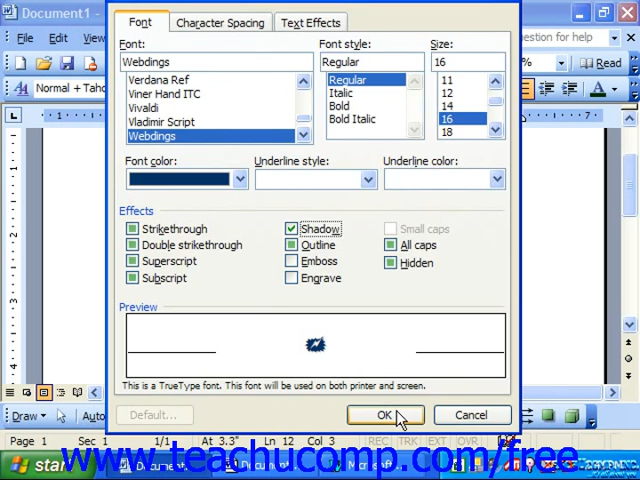 Document1 -
Font
Character Spacing
Text Effects
File
Edit
estion for help
Font:
Font style:
Size:
Webdings
Regular
16
%
Read
Verdana Ref
Viner Hand ITC
Vivaldi
Vladimir Script
Webdings
Regular
Italic
Bold
Bold Italic
11
12
14
16
18
Normal + Taho
L
1
7
Font color:
Underline style:
Underline color:
Effects
Strikethrough
Shadow
Small caps
Double strikethrough
Outline
All caps
Superscript
Emboss
Hidden
Subscript
Engrave
Preview
This is a TrueType font. This font will be used on both printer and screen.
Default...
OK
Cancel
Draw
Page 1
Sec 1
1/1
At 3.3"
Ln 12
Col 3
REC
TRK
EXT
OVR
start
www.teachucomp.com/free